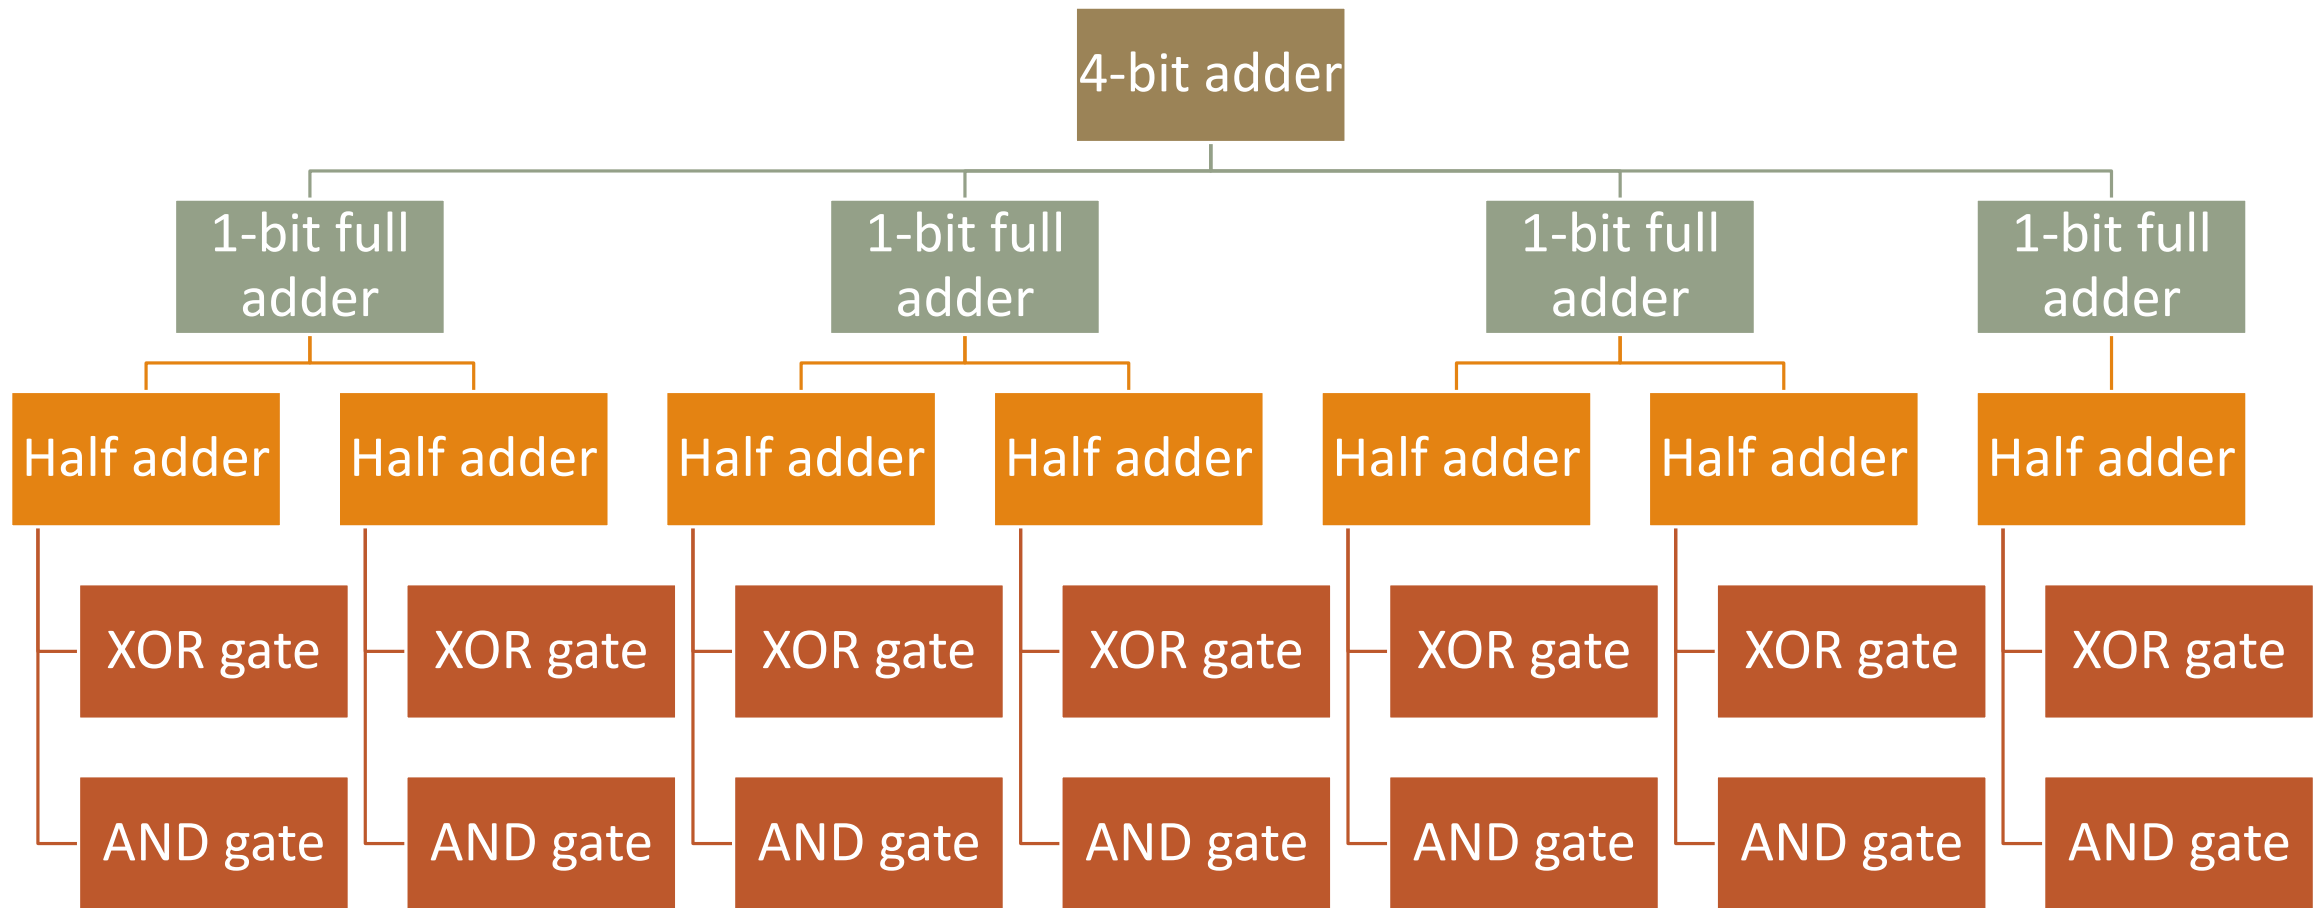 4-bit adder
1-bit full
adder
1-bit full
adder
1-bit full
adder
1-bit full
adder
Half adder
Half adder
Half adder
Half adder
Half adder
Half adder
Half adder
XOR gate
XOR gate
XOR gate
XOR gate
XOR gate
XOR gate
XOR gate
AND gate
AND gate
AND gate
AND gate
AND gate
AND gate
AND gate